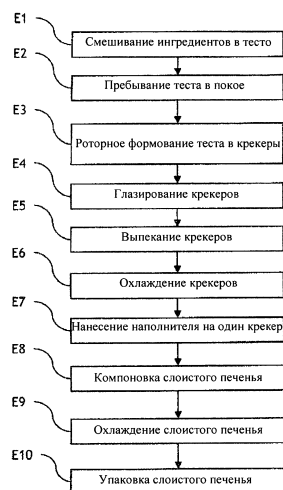 E1
Смешивание ингредиентов в тесто
E2
Пребывание теста в покое
E3
Роторное формование теста в крекеры
E4
Глазирование крекеров
E5
Выпекание крекеров
E6
Охлаждение крекеров
E7
Нанесение наполнителя на один крекер
E8
Компоновка слоистого печенья
E9
Охлаждение слоистого печенья
E10
Упаковка слоистого печенья